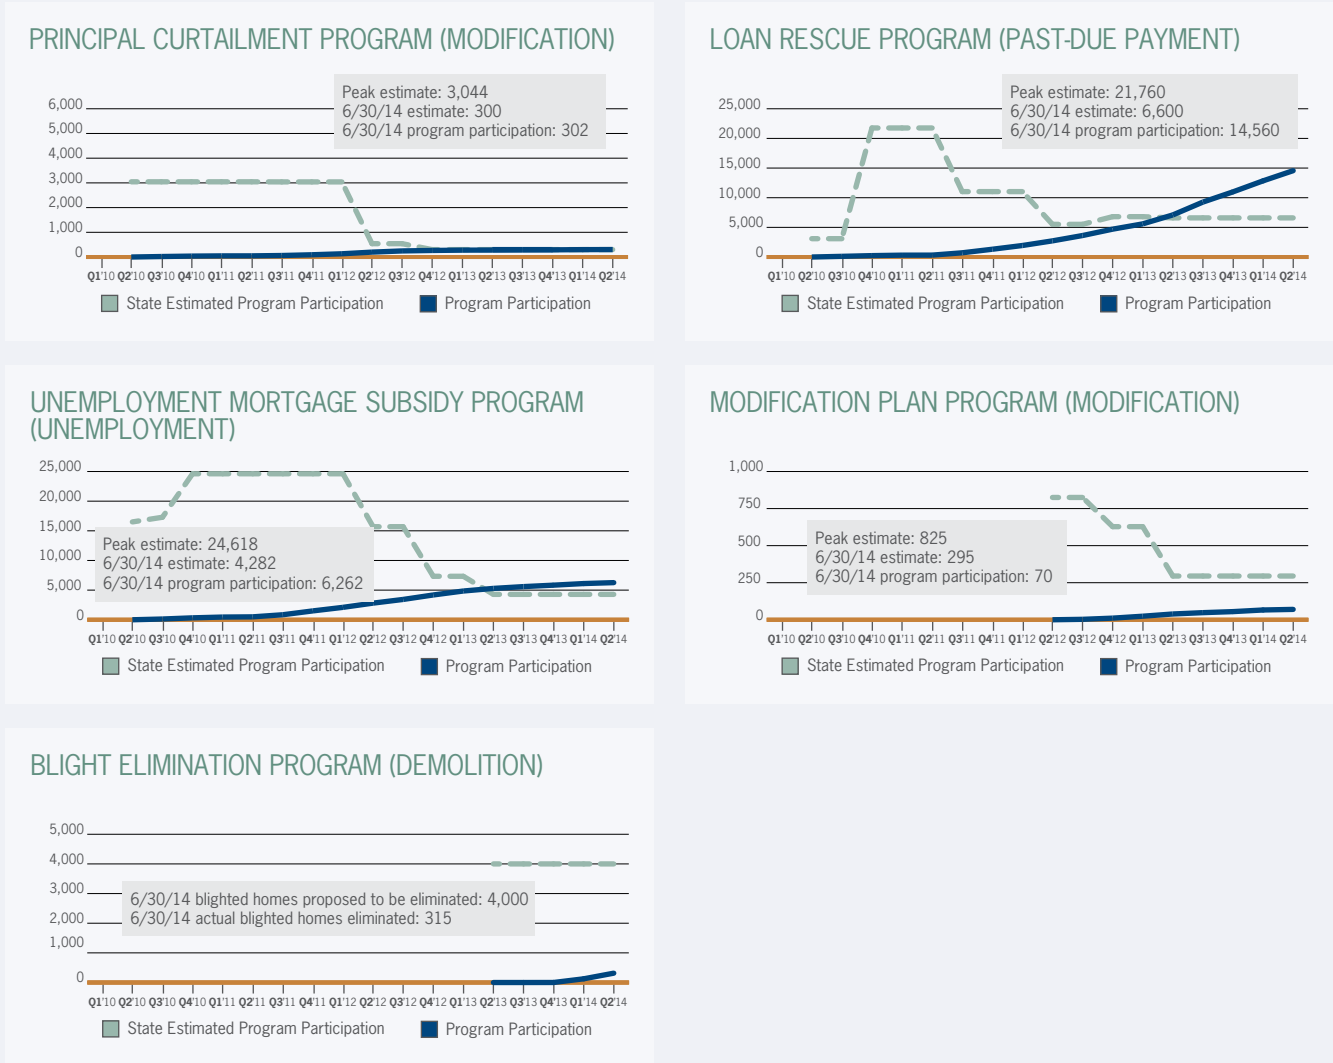 PRINCIPAL CURTAILMENT PROGRAM (MODIFICATION)
Peak estimate: 3,044
6/30/14 estimate: 300
6/30/14 program participation: 302
6,000
5,000
4,000
3,000
2,000
1,000
0
Q1'10 Q2'10 Q3'10 Q4'10 Q1'11 Q2'11 Q3'11 Q4'11 Q1'12 Q2'12 Q3'12 Q4'12 Q1'13 Q2'13 Q3'13 Q4'13 Q1'14 Q2'14
State Estimated Program Participation Program Participation
LOAN RESCUE PROGRAM (PAST-DUE PAYMENT)
Peak estimate: 21,760
6/30/14 estimate: 6,600
6/30/14 program participation: 14,560
25,000
20,000
15,000
10,000
5,000
0
Q1'10 Q2'10 Q3'10 Q4'10 Q1'11 Q2'11 Q3'11 Q4'11 Q1'12 Q2'12 Q3'12 Q4'12 Q1'13 Q2'13 Q3'13 Q4'13 Q1'14 Q2'14
State Estimated Program Participation Program Participation
UNEMPLOYMENT MORTGAGE SUBSIDY PROGRAM
(UNEMPLOYMENT)
25,000
20,000
15,000
10,000
5,000
0
Peak estimate: 24,618
6/30/14 estimate: 4,282
6/30/14 program participation: 6,262
Q1'10 Q2'10 Q3'10 Q4'10 Q1'11 Q2'11 Q3'11 Q4'11 Q1'12 Q2'12 Q3'12 Q4'12 Q1'13 Q2'13 Q3'13 Q4'13 Q1'14 Q2'14
State Estimated Program Participation Program Participation
MODIFICATION PLAN PROGRAM (MODIFICATION)
1,000
750
500
250
0
Peak estimate: 825
6/30/14 estimate: 295
6/30/14 program participation: 70
Q1'10 Q2'10 Q3'10 Q4'10 Q1'11 Q2'11 Q3'11 Q4'11 Q1'12 Q2'12 Q3'12 Q4'12 Q1'13 Q2'13 Q3'13 Q4'13 Q1'14 Q2'14
State Estimated Program Participation Program Participation
BLIGHT ELIMINATION PROGRAM (DEMOLITION)
5,000
4,000
3,000
2,000
1,000
0
6/30/14 blighted homes proposed to be eliminated: 4,000
6/30/14 actual blighted homes eliminated: 315
Q1'10 Q2'10 Q3'10 Q4'10 Q1'11 Q2'11 Q3'11 Q4'11 Q1'12 Q2'12 Q3'12 Q4'12 Q1'13 Q2'13 Q3'13 Q4'13 Q1'14 Q2'14
State Estimated Program Participation Program Participation